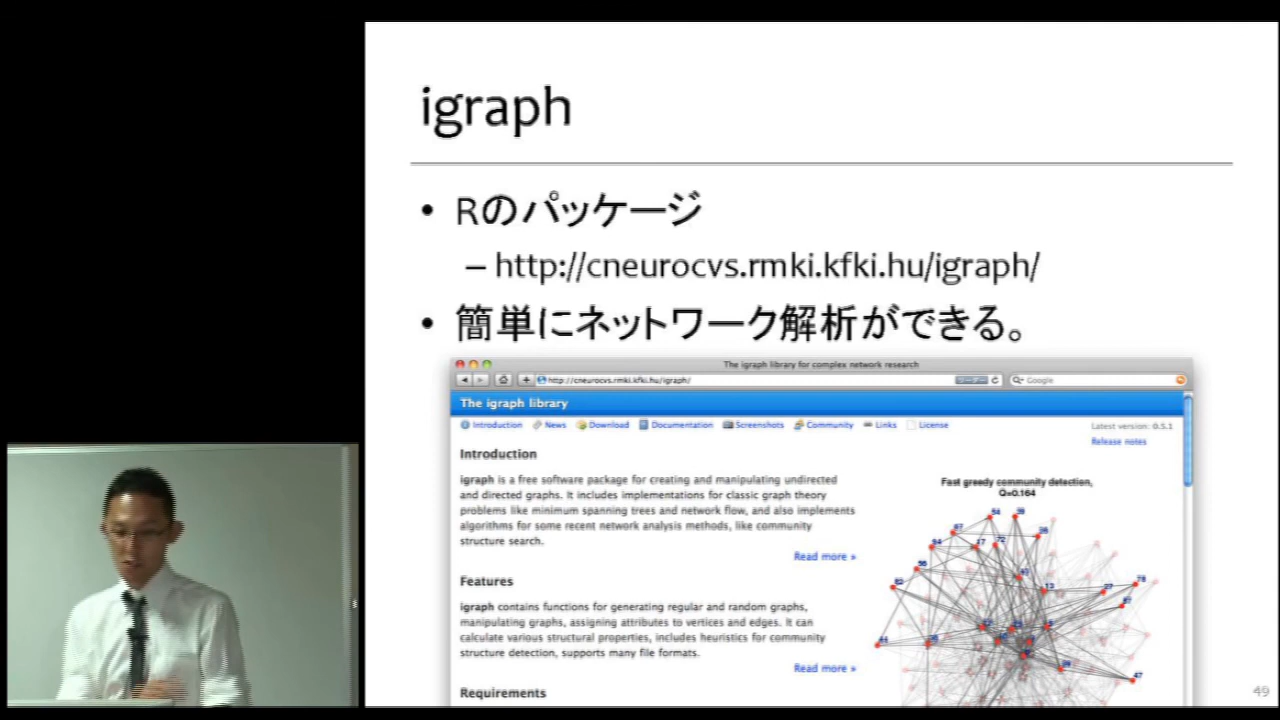 igraph
• Rのパッケージ
– http://cneurocvs.rmki.kfki.hu/igraph/
• 簡単にネットワーク解析ができる。
The igraph library for complex network research
http://cneurocvs.rmki.kfki.hu/igraph/
Google
The igraph library
Introduction News Download Documentation Screenshots Community Links License
Latest version: 0.5.1
Release notes
Introduction
igraph is a free software package for creating and manipulating undirected
and directed graphs. It includes implementations for classic graph theory
problems like minimum spanning trees and network flow, and also implements
algorithms for some recent network analysis methods, like community
structure search.
Read more »
Features
igraph contains functions for generating regular and random graphs,
manipulating graphs, assigning attributes to vertices and edges. It can
calculate various structural properties, includes heuristics for community
structure detection, supports many file formats.
Read more »
Requirements
Fast greedy community detection,
Q=0.164
49